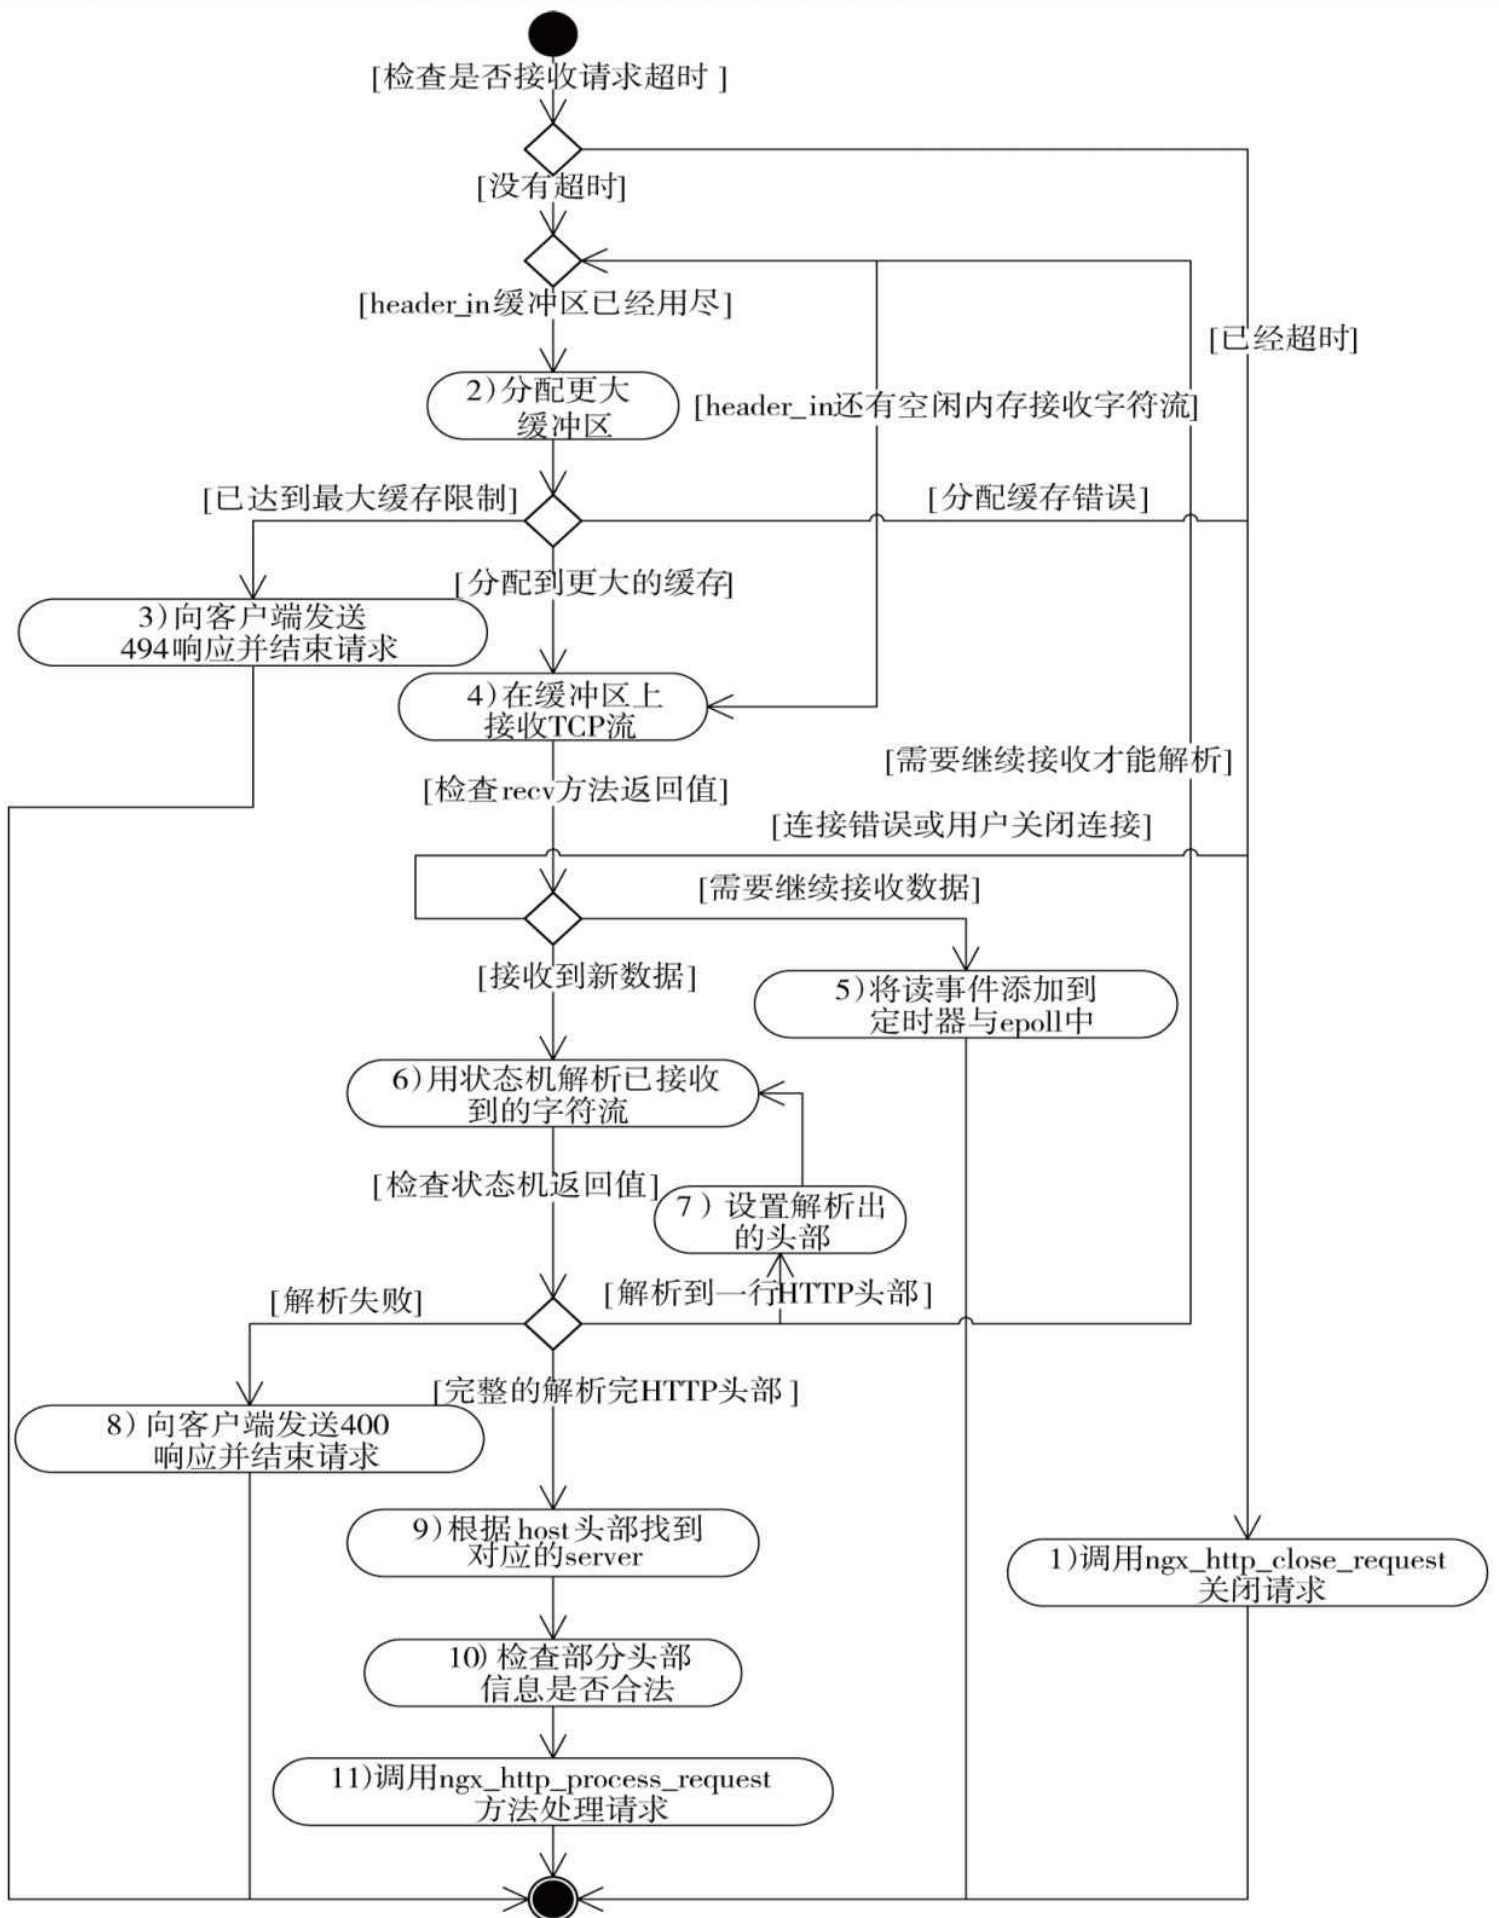 [检查是否接收请求超时 ]
[没有超时]
[header_in缓冲区已经用尽]
[已经超时]
2)分配更大
缓冲区
[header_in还有空闲内存接收字符流]
[已达到最大缓存限制]
[分配缓存错误]
[分配到更大的缓存]
3)向客户端发送
494响应并结束请求
4)在缓冲区上
接收TCP流
[需要继续接收才能解析]
[检查recv方法返回值]
[连接错误或用户关闭连接]
[需要继续接收数据]
[接收到新数据]
5)将读事件添加到
定时器与epoll中
6)用状态机解析已接收
到的字符流
[检查状态机返回值]
7) 设置解析出
的头部
[解析失败]
[解析到一行HTTP头部]
[完整的解析完HTTP头部 ]
8) 向客户端发送400
响应并结束请求
9)根据host头部找到
对应的server
1)调用ngx_http_close_request
关闭请求
10) 检查部分头部
信息是否合法
11)调用ngx_http_process_request
方法处理请求